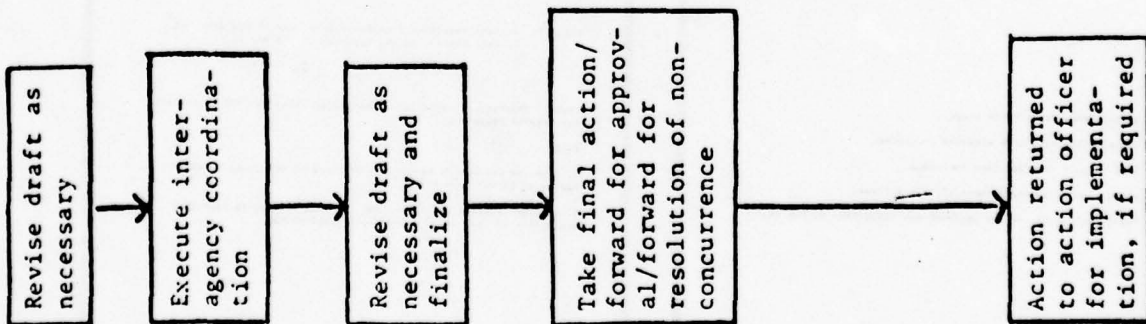 Revise draft as
necessary
Execute inter-
agency coordina-
tion
Revise draft as
necessary and
finalize
Take final action/
forward for approv-
al/forward for
resolution of non-
concurrence
Action returned
to action officer
for implementa-
tion, if required